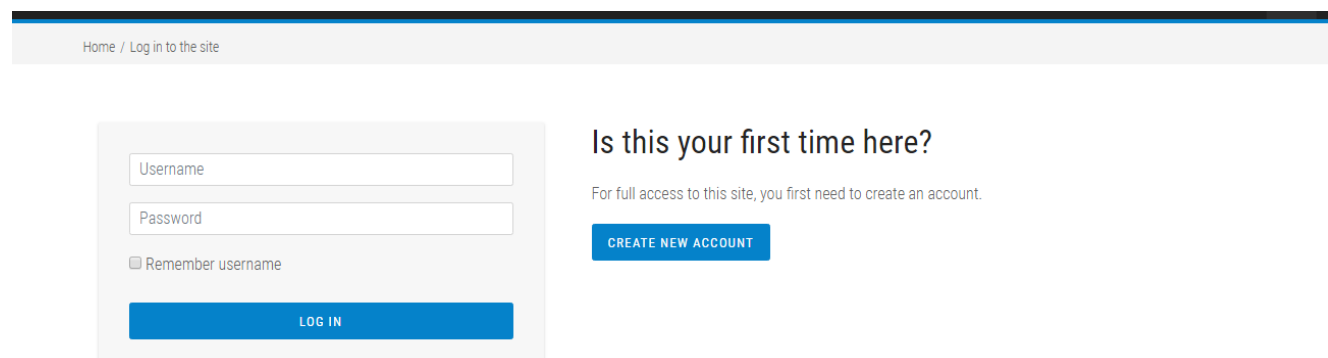 Home / Log in to the site
Username
Password
Remember username
LOG IN
Is this your first time here?
For full access to this site, you first need to create an account.
CREATE NEW ACCOUNT